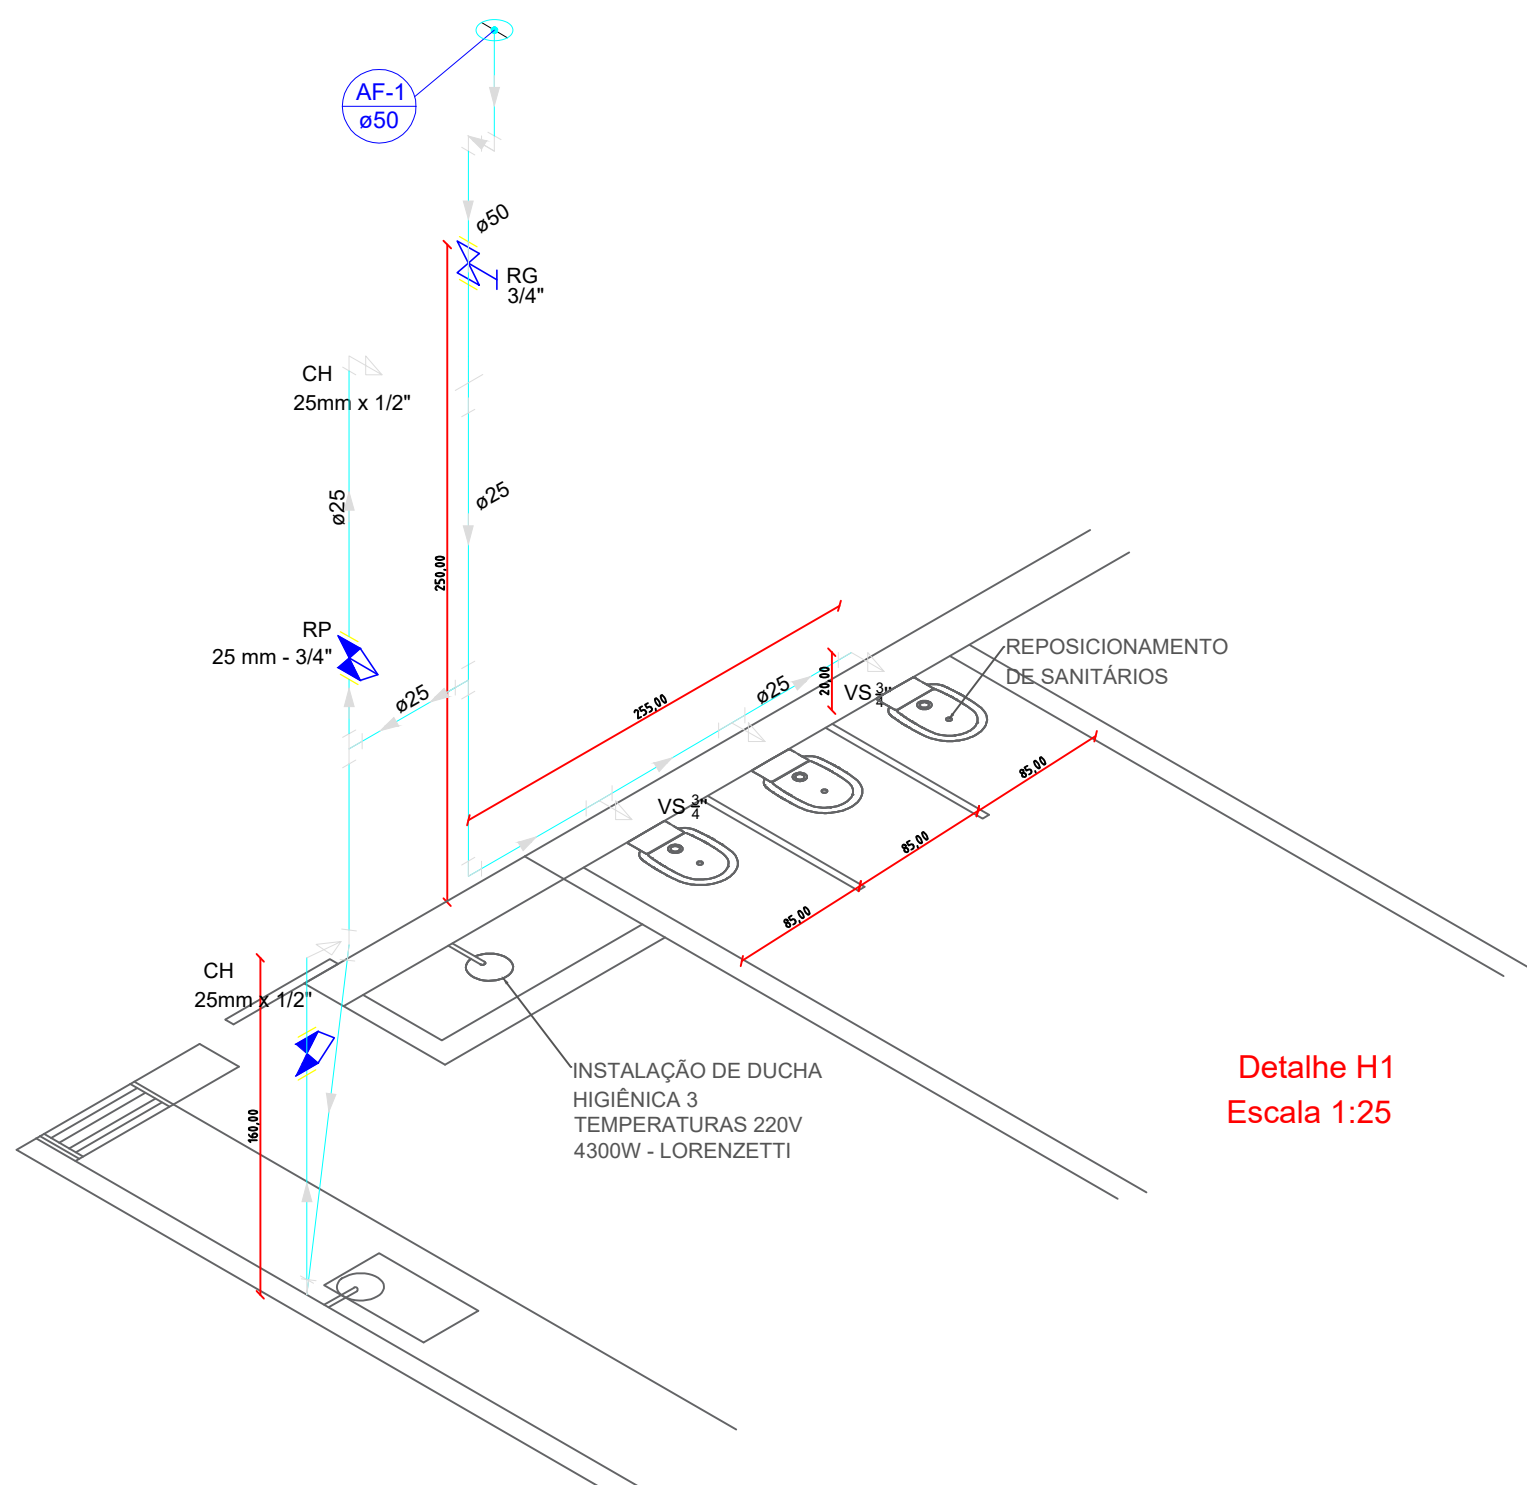 AF-1
ø50
ø50
RG
3/4"
CH
25mm x 1/2"
ø25
ø25
250,00
RP
25 mm - 3/4"
ø25
255,00
ø25
20,00
VS 3/4"
REPOSICIONAMENTO
DE SANITÁRIOS
VS 3/4"
85,00
85,00
85,00
CH
25mm x 1/2"
160,00
INSTALAÇÃO DE DUCHA
HIGIÊNICA 3
TEMPERATURAS 220V
4300W - LORENZETTI
Detalhe H1
Escala 1:25